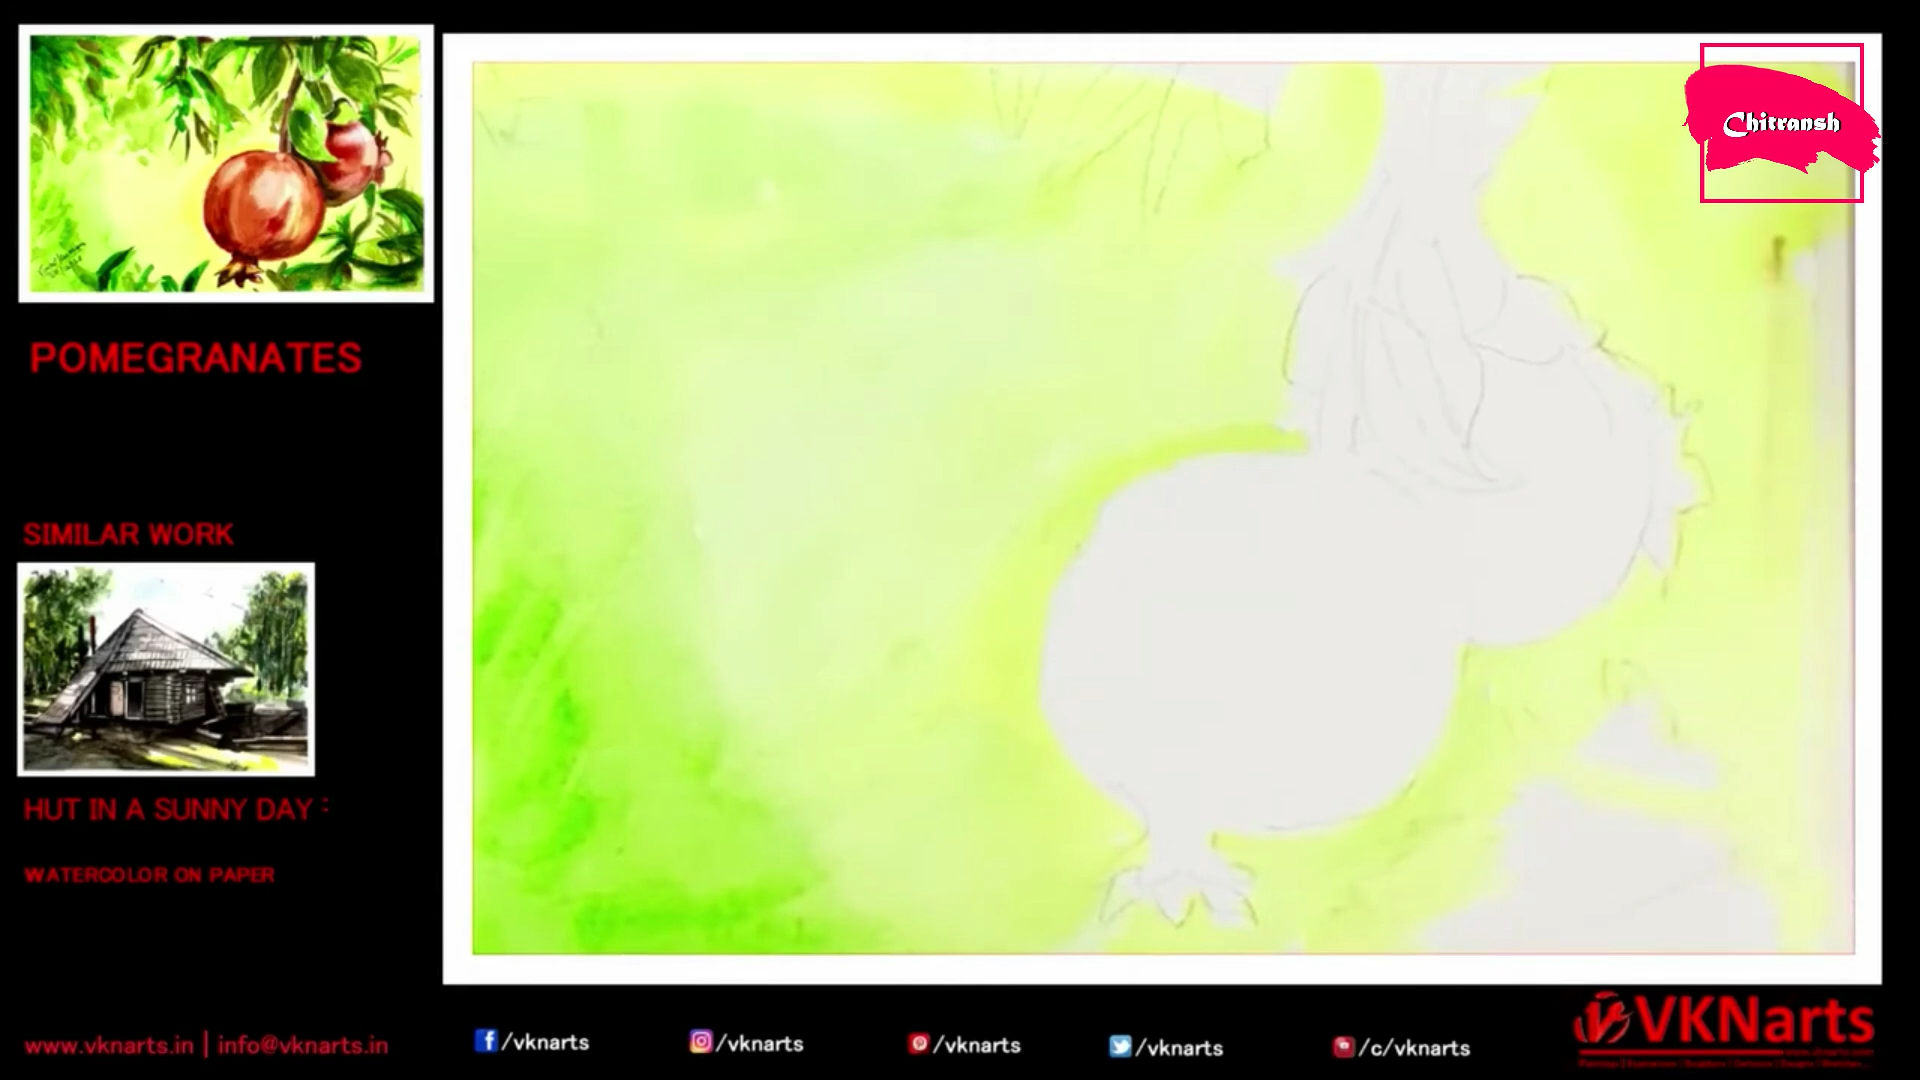 Chitransh
POMEGRANATES
SIMILAR WORK
HUT IN A SUNNY DAY :
WATERCOLOR ON PAPER
www.vknarts.in | info@vknarts.in
/vknarts
/vknarts
/vknarts
/vknarts
/c/vknarts
VKNarts